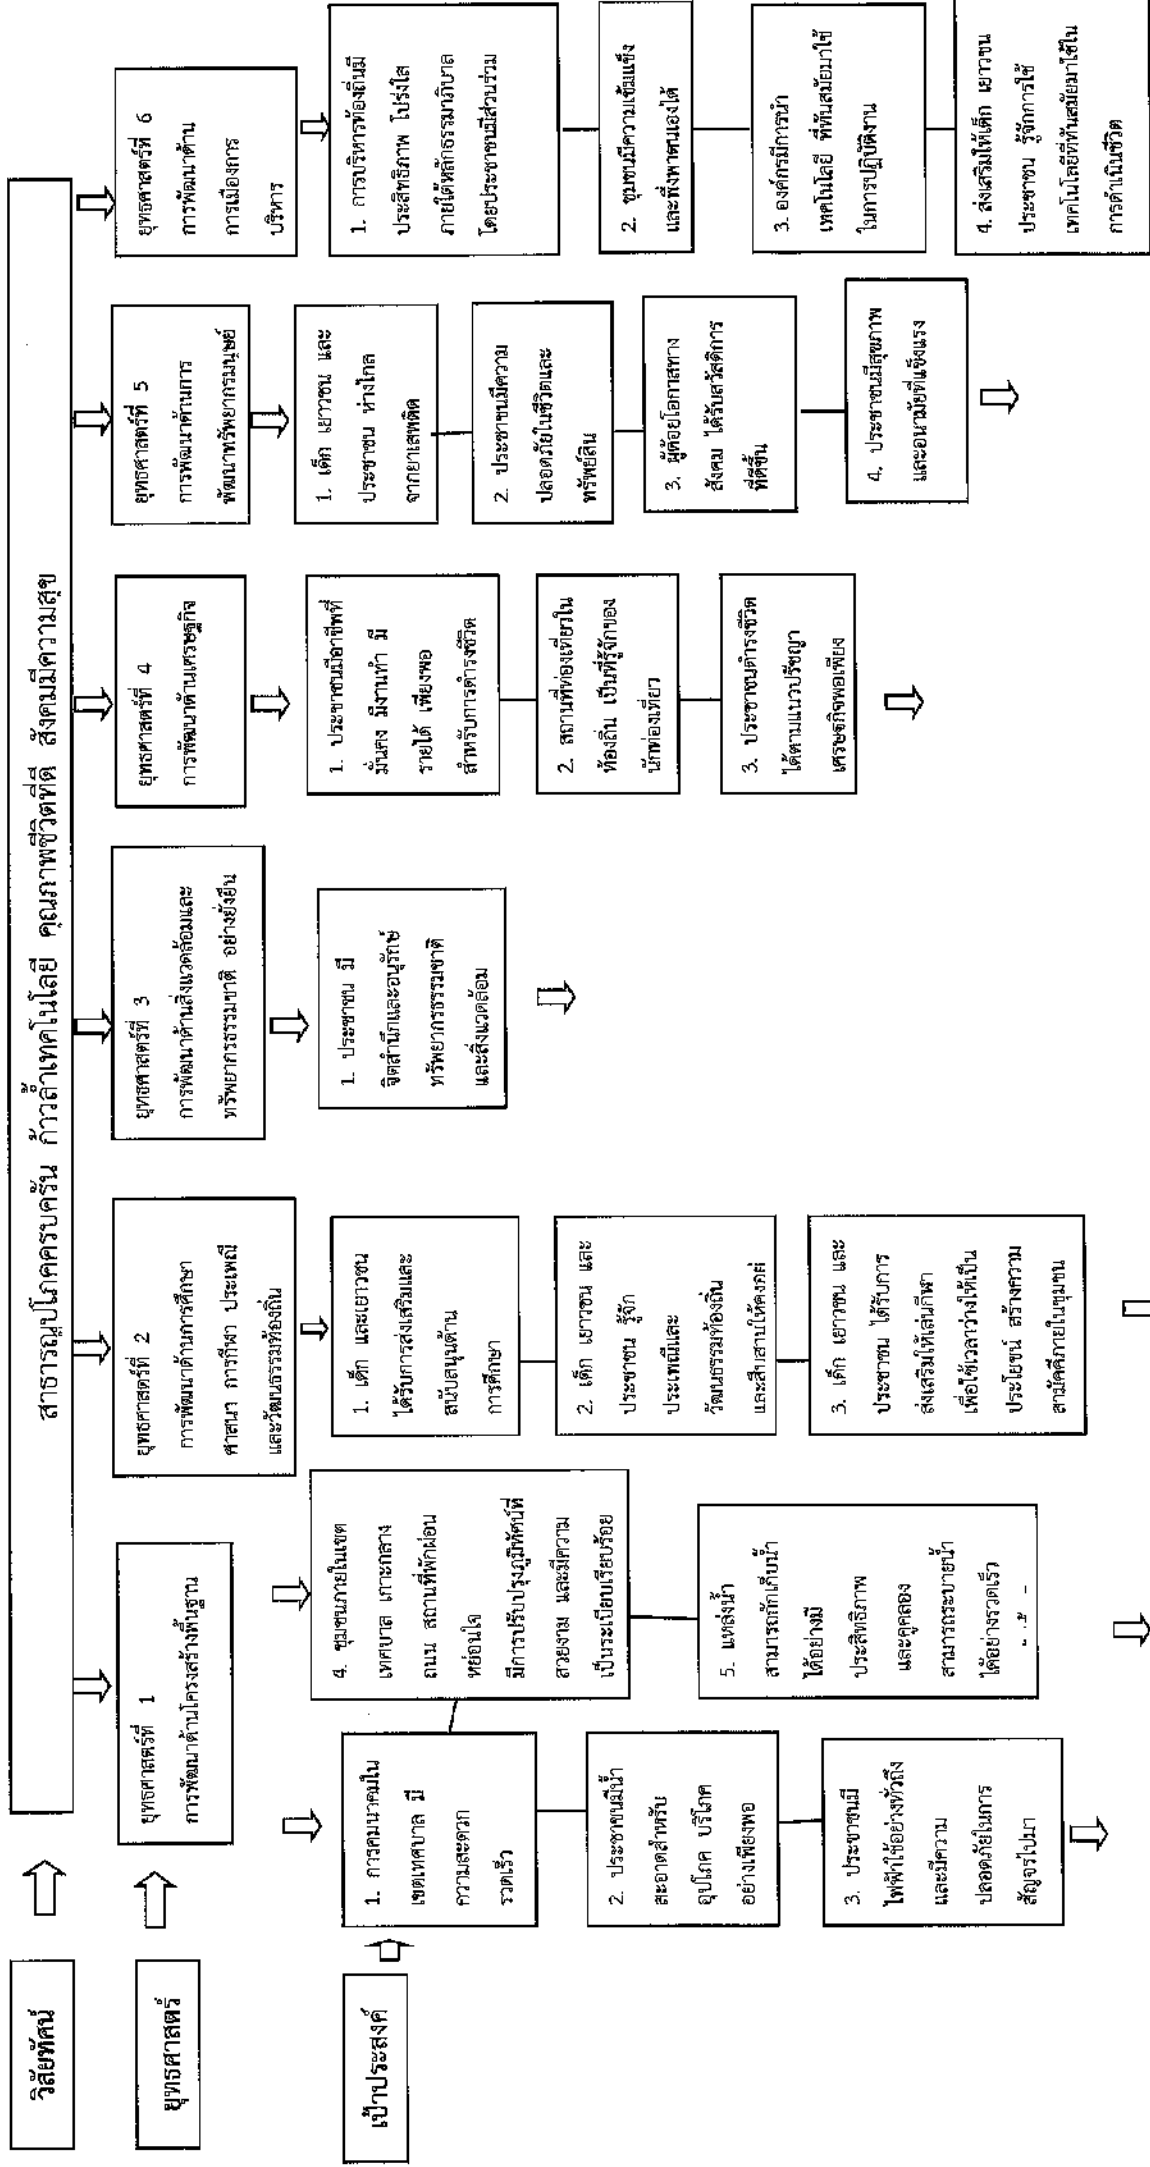 วิสัยทัศน์
สาธารณูปโภคครบครัน ก้าวล้ำเทคโนโลยี คุณภาพชีวิตที่ดี สังคมมีความสุข
ยุทธศาสตร์
ยุทธศาสตร์ที่ 1
การพัฒนาด้านโครงสร้างพื้นฐาน
ยุทธศาสตร์ที่ 2
การพัฒนาด้านการศึกษา
ศาสนา การกีฬา ประเพณี
และวัฒนธรรมท้องถิ่น
ยุทธศาสตร์ที่ 3
การพัฒนาด้านสิ่งแวดล้อมและ
ทรัพยากรธรรมชาติ อย่างยั่งยืน
ยุทธศาสตร์ที่ 4
การพัฒนาด้านเศรษฐกิจ
ยุทธศาสตร์ที่ 5
การพัฒนาด้านการ
พัฒนาทรัพยากรมนุษย์
ยุทธศาสตร์ที่ 6
การพัฒนาด้าน
การเมืองการ
บริหาร
เป้าประสงค์
1. การคมนาคมใน
เขตเทศบาล มี
ความสะดวก
รวดเร็ว
2. ประชาชนมีน้ำ
สะอาดสำหรับ
อุปโภค บริโภค
อย่างเพียงพอ
3. ประชาชนมี
ไฟฟ้าใช้อย่างทั่วถึง
และมีความ
ปลอดภัยในการ
สัญจรไปมา
4. ชุมชนภายในเขต
เทศบาล เกาะกลาง
ถนน สถานที่พักผ่อน
หย่อนใจ
มีการปรับปรุงภูมิทัศน์ที่
สวยงาม และมีความ
เป็นระเบียบเรียบร้อย
5. แหล่งน้ำ
สามารถกักเก็บน้ำ
ได้อย่างมี
ประสิทธิภาพ
และคูคลอง
สามารถระบายน้ำ
ได้อย่างรวดเร็ว
1. เด็ก และเยาวชน
ได้รับการส่งเสริมและ
สนับสนุนด้าน
การศึกษา
2. เด็ก เยาวชน และ
ประชาชน รู้จัก
ประเพณีและ
วัฒนธรรมท้องถิ่น
และสืบสานให้คงอยู่
3. เด็ก เยาวชน และ
ประชาชน ได้รับการ
ส่งเสริมให้เล่นกีฬา
เพื่อใช้เวลาว่างให้เป็น
ประโยชน์ สร้างความ
สามัคคีภายในชุมชน
1. ประชาชน มี
จิตสำนึกและอนุรักษ์
ทรัพยากรธรรมชาติ
และสิ่งแวดล้อม
1. ประชาชนมีอาชีพที่
มั่นคง มีงานทำ มี
รายได้ เพียงพอ
สำหรับการดำรงชีวิต
2. สถานที่ท่องเที่ยวใน
ท้องถิ่น เป็นที่รู้จักของ
นักท่องเที่ยว
3. ประชาชนดำรงชีวิต
ได้ตามแนวปรัชญา
เศรษฐกิจพอเพียง
1. เด็ก เยาวชน และ
ประชาชน ห่างไกล
จากยาเสพติด
2. ประชาชนมีความ
ปลอดภัยในชีวิตและ
ทรัพย์สิน
3. ผู้ด้อยโอกาสทาง
สังคม ได้รับสวัสดิการ
ที่ดีขึ้น
4. ประชาชนมีสุขภาพ
และอนามัยที่แข็งแรง
1. การบริหารท้องถิ่นมี
ประสิทธิภาพ โปร่งใส
ภายใต้หลักธรรมาภิบาล
โดยประชาชนมีส่วนร่วม
2. ชุมชนมีความเข้มแข็ง
และพึ่งพาตนเองได้
3. องค์กรมีการนำ
เทคโนโลยี ที่ทันสมัยมาใช้
ในการปฏิบัติงาน
4. ส่งเสริมให้เด็ก เยาวชน
ประชาชน รู้จักการใช้
เทคโนโลยีที่ทันสมัยมาใช้ใน
การดำเนินชีวิต